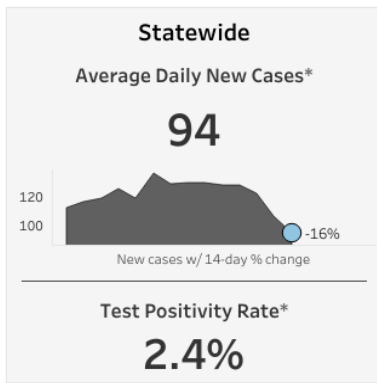 Statewide
Average Daily New Cases*
94
120
100
-16%
New cases w/ 14-day % change
Test Positivity Rate*
2.4%